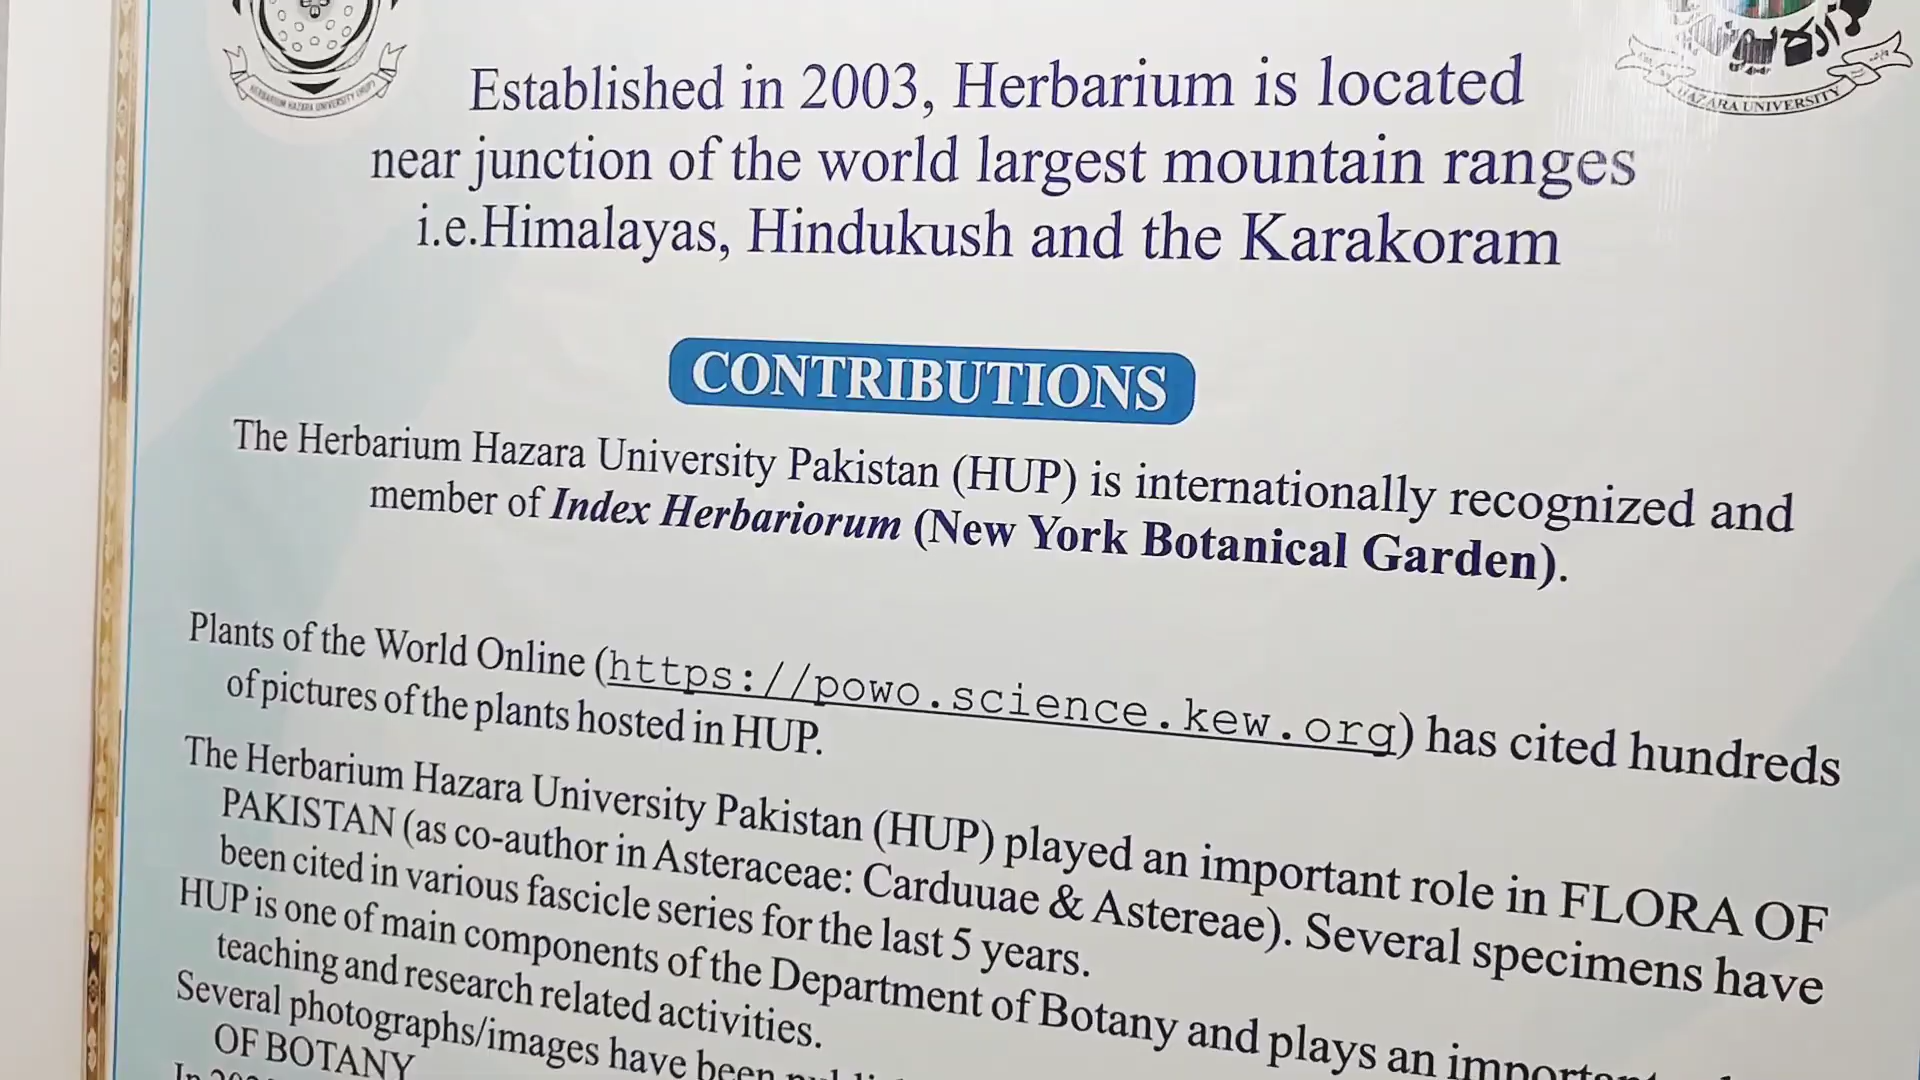 HERBARIUM HAZARA UNIVERSITY (HUP)
HAZARA UNIVERSITY
Established in 2003, Herbarium is located
near junction of the world largest mountain ranges
i.e.Himalayas, Hindukush and the Karakoram
CONTRIBUTIONS
The Herbarium Hazara University Pakistan (HUP) is internationally recognized and
member of Index Herbariorum (New York Botanical Garden).
Plants of the World Online (https://powo.science.kew.org) has cited hundreds
of pictures of the plants hosted in HUP.
The Herbarium Hazara University Pakistan (HUP) played an important role in FLORA OF
PAKISTAN (as co-author in Asteraceae: Carduuae & Astereae). Several specimens have
been cited in various fascicle series for the last 5 years.
HUP is one of main components of the Department of Botany and plays an important
teaching and research related activities.
Several photographs/images have been
OF BOTANY
In